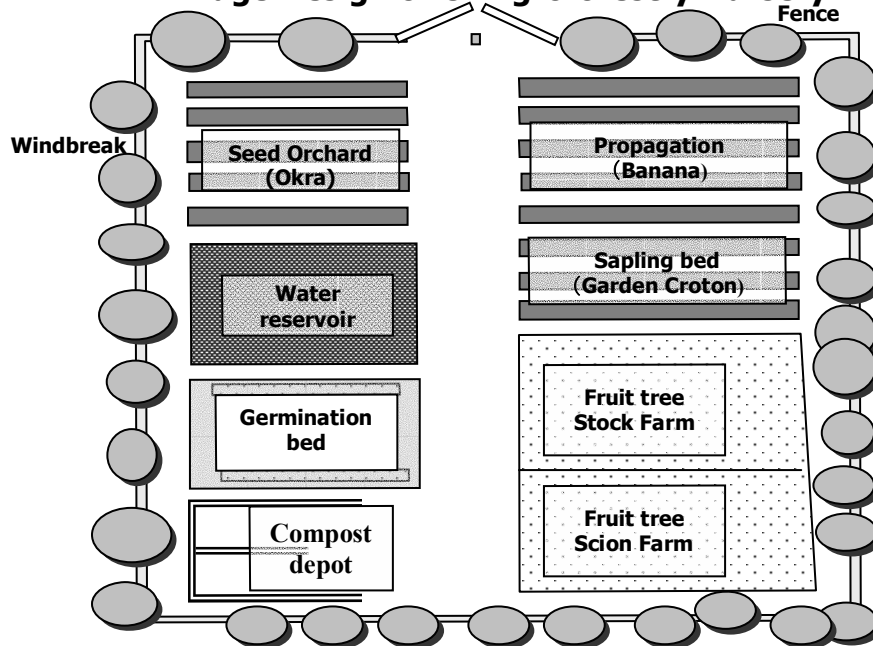 Fence
Windbreak
Seed Orchard
(Okra)
Propagation
（Banana）
Sapling bed
（Garden Croton）
Water
reservoir
Germination
bed
Fruit tree
Stock Farm
Compost
depot
Fruit tree
Scion Farm